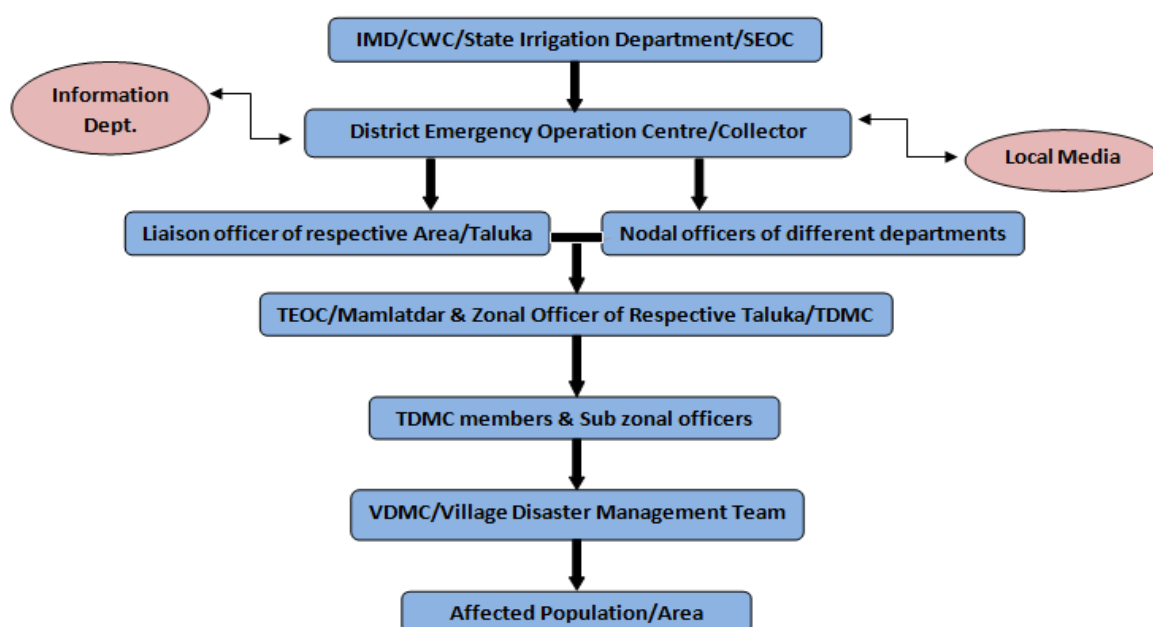 IMD/CWC/State Irrigation Department/SEOC
Information
Dept.
District Emergency Operation Centre/Collector
Local Media
Liaison officer of respective Area/Taluka
Nodal officers of different departments
TEOC/Mamlatdar & Zonal Officer of Respective Taluka/TDMC
TDMC members & Sub zonal officers
VDMC/Village Disaster Management Team
Affected Population/Area